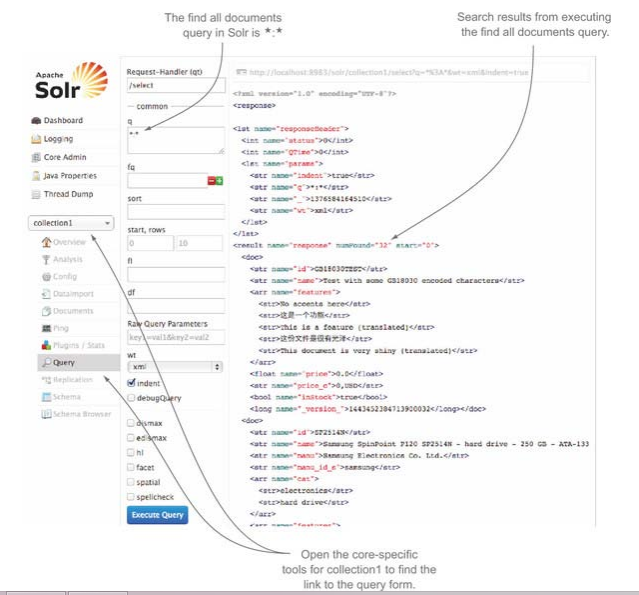 The find all documents
query in Solr is *:*
Search results from executing
the find all documents query.
Apache
Solr
Dashboard
Logging
Core Admin
Java Properties
Thread Dump
collection1
Overview
Analysis
Config
Dataimport
Documents
Ping
Plugins / Stats
Query
Replication
Schema
Schema Browser
Request-Handler (qt)
/select
common
q
*:*
fq
sort
start, rows
0 10
fl
df
Raw Query Parameters
key1=val1&key2=val2
wt
xml
indent
debugQuery
dismax
edismax
hl
facet
spatial
spellcheck
Execute Query
http://localhost:8983/solr/collection1/select?q=*%3A*&wt=xml&indent=true
<?xml version="1.0" encoding="UTF-8"?>
<response>
<lst name="responseHeader">
<int name="status">0</int>
<int name="QTime">0</int>
<lst name="params">
<str name="indent">true</str>
<str name="q">*:*</str>
<str name="_">1376584164510</str>
<str name="wt">xml</str>
</lst>
</lst>
<result name="response" numFound="32" start="0">
<doc>
<str name="id">GB18030TEST</str>
<str name="name">Test with some GB18030 encoded characters</str>
<arr name="features">
<str>No accents here</str>
<str>这是一个功能</str>
<str>This is a feature (translated)</str>
<str>这份文件是很有光泽</str>
<str>This document is very shiny (translated)</str>
</arr>
<float name="price">0.0</float>
<str name="price_c">0,USD</str>
<bool name="inStock">true</bool>
<long name="_version_">1443452384713900032</long></doc>
<doc>
<str name="id">SP2514N</str>
<str name="name">Samsung SpinPoint P120 SP2514N - hard drive - 250 GB - ATA-133
<str name="manu">Samsung Electronics Co. Ltd.</str>
<str name="manu_id_s">samsung</str>
<arr name="cat">
<str>electronics</str>
<str>hard drive</str>
</arr>
<arr name="features">
Open the core-specific
tools for collection1 to find the
link to the query form.